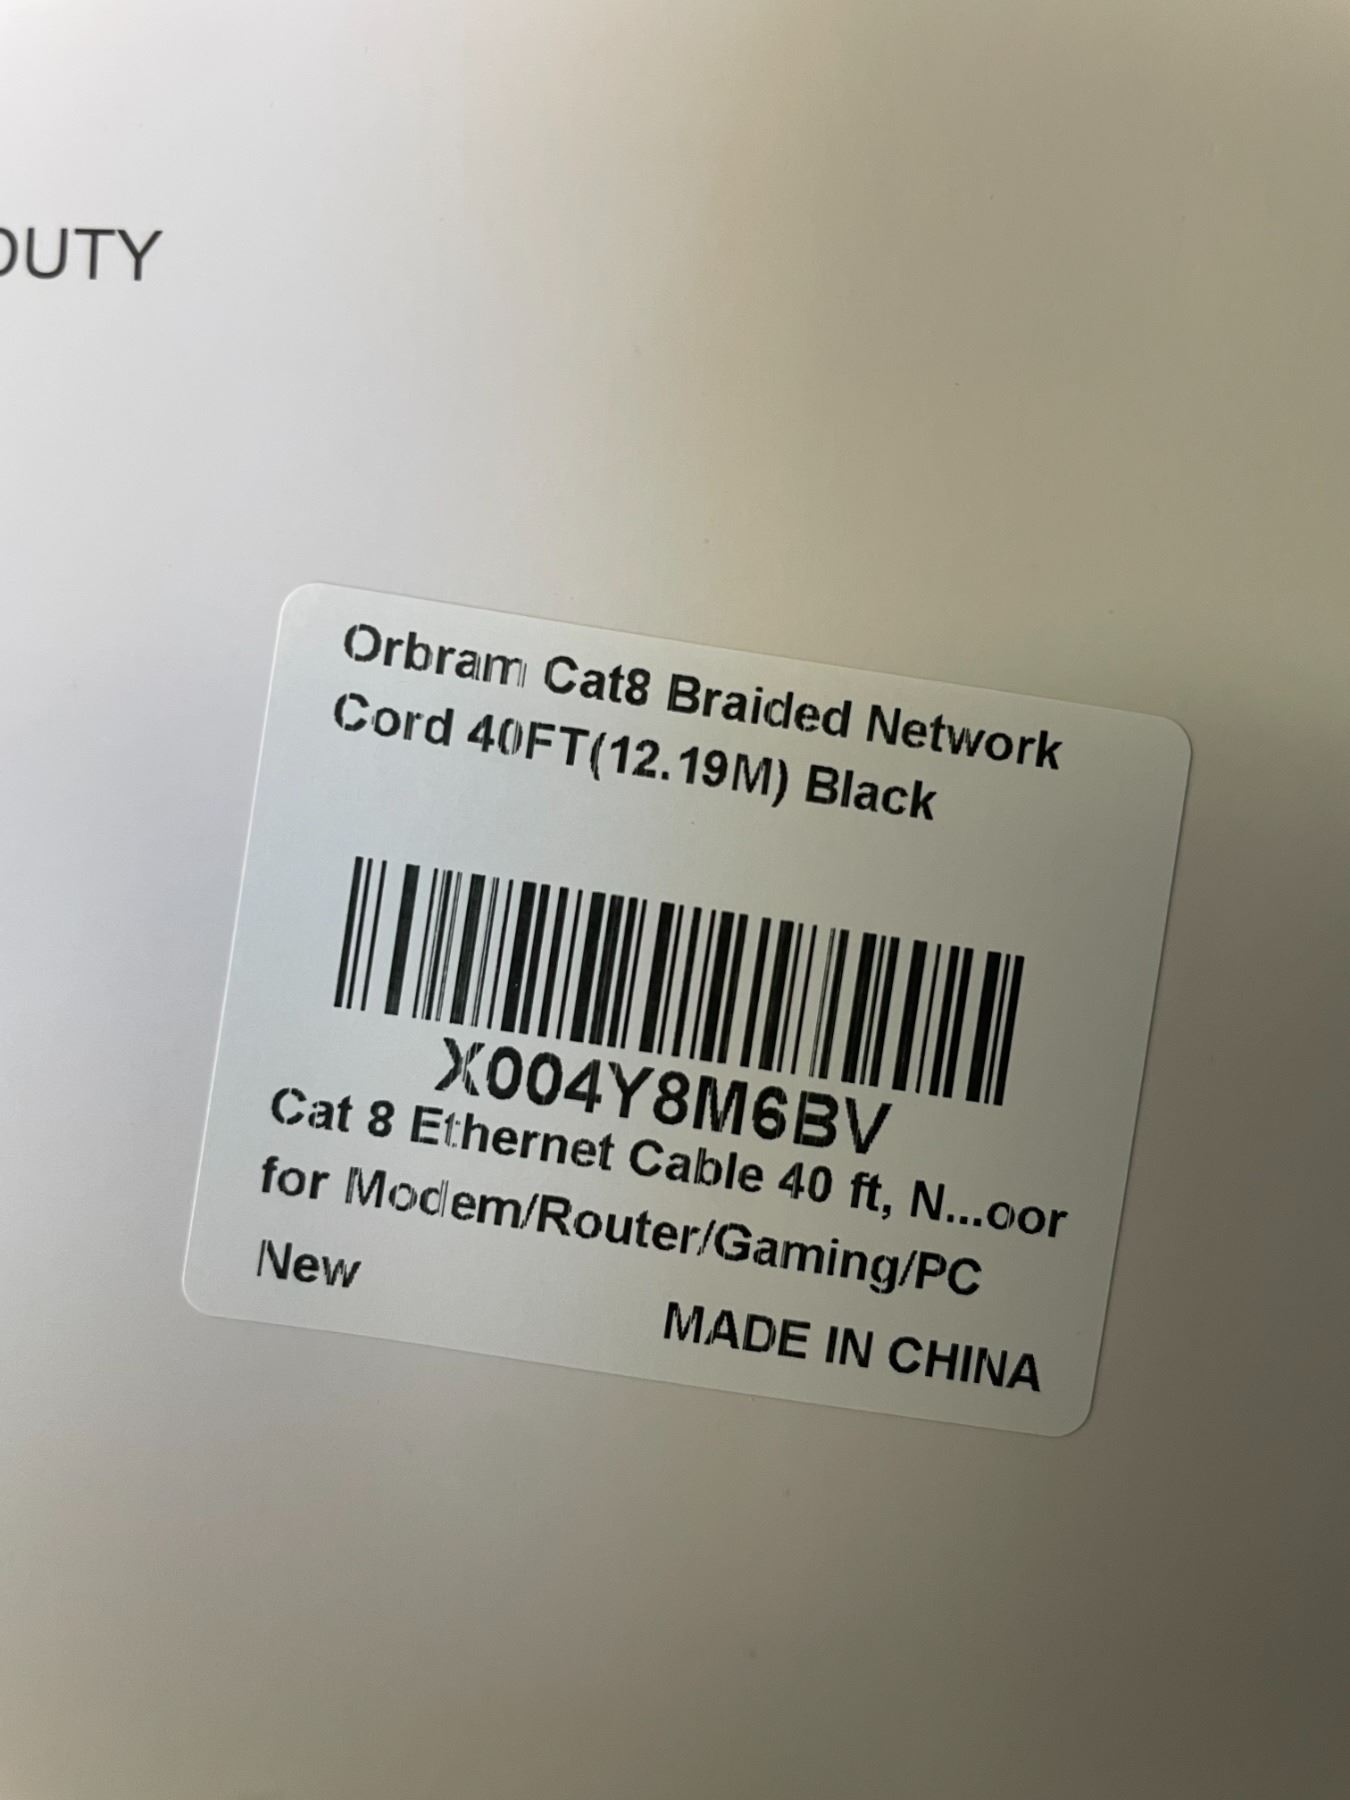 DUTY
Orbram Cat8 Braided Network
Cord 40FT(12.19M) Black
X004Y8M6BV
Cat 8 Ethernet Cable 40 ft, N...oor
for Modem/Router/Gaming/PC
New
MADE IN CHINA